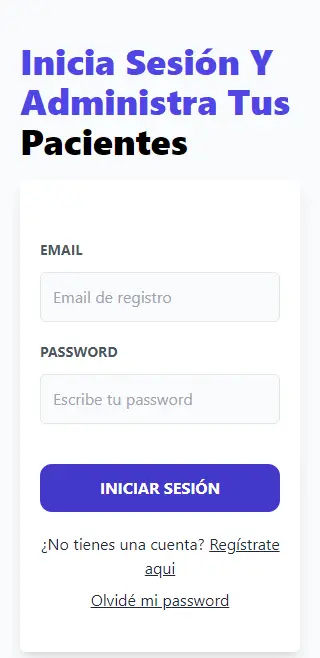 Inicia Sesión Y
Administra Tus
Pacientes
EMAIL
Email de registro
PASSWORD
Escribe tu password
INICIAR SESIÓN
¿No tienes una cuenta? Regístrate
aqui
Olvidé mi password